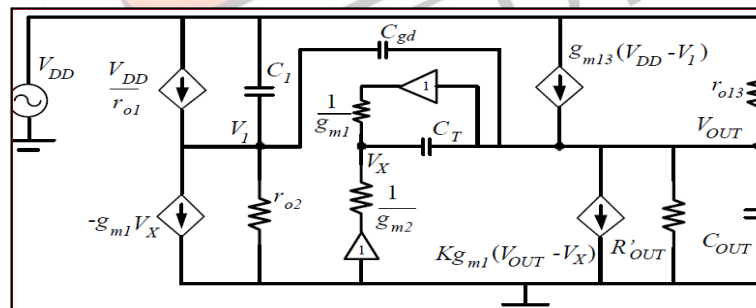 V_DD
V_DD / r_o1
C_1
C_gd
g_m13(V_DD -V_1)
r_o13
1
1 / g_m1
C_T
V_1
V_X
V_OUT
-g_m1 V_X
r_o2
1 / g_m2
1
Kg_m1(V_OUT -V_X)
R'_OUT
C_OUT